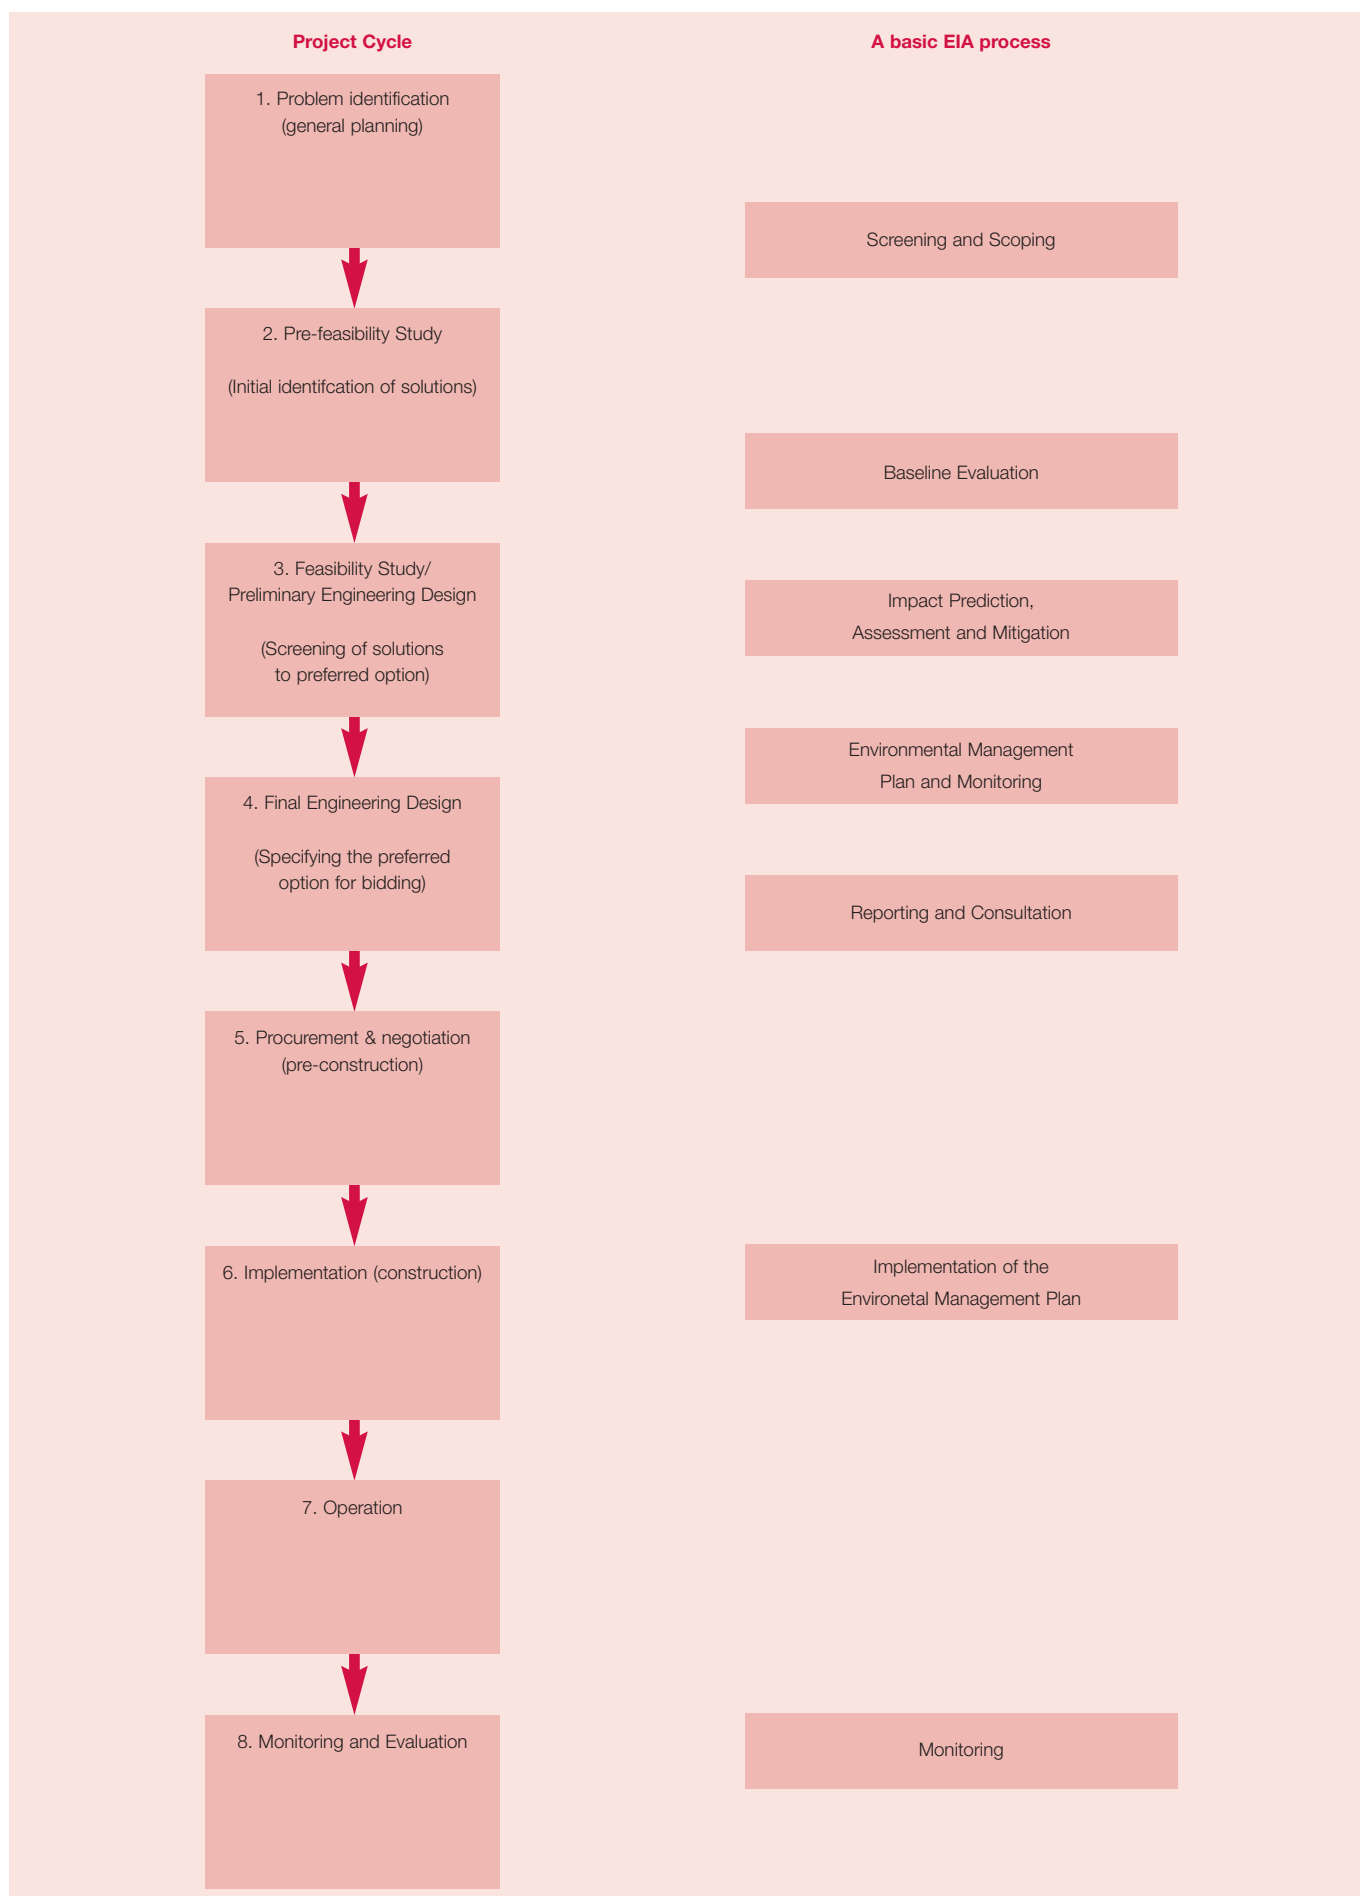 Project Cycle
A basic EIA process
1. Problem identification
(general planning)
Screening and Scoping
2. Pre-feasibility Study
(Initial identifcation of solutions)
Baseline Evaluation
3. Feasibility Study/
Preliminary Engineering Design
(Screening of solutions
to preferred option)
Impact Prediction,
Assessment and Mitigation
Environmental Management
Plan and Monitoring
4. Final Engineering Design
(Specifying the preferred
option for bidding)
Reporting and Consultation
5. Procurement & negotiation
(pre-construction)
6. Implementation (construction)
Implementation of the
Environetal Management Plan
7. Operation
8. Monitoring and Evaluation
Monitoring